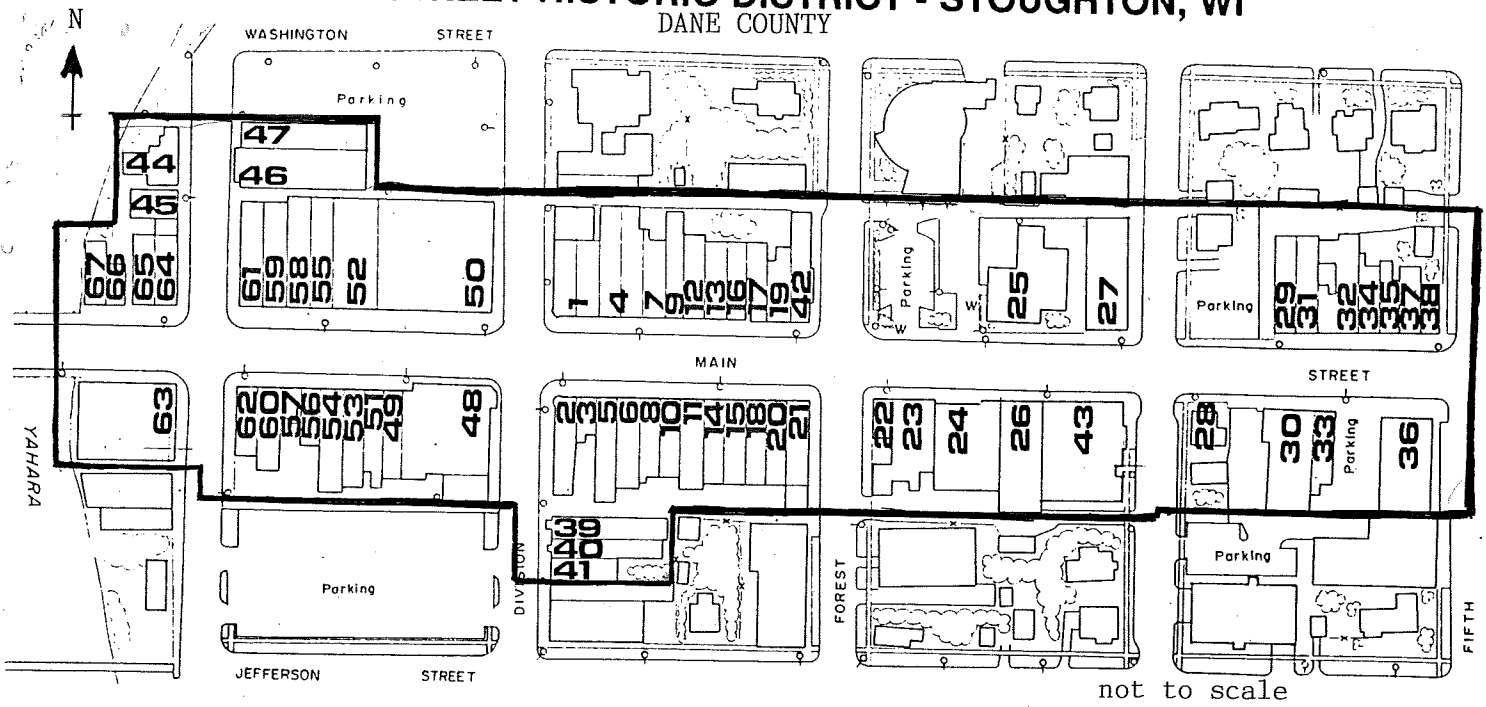 HISTORIC DISTRICT - STOUGHTON, WI
DANE COUNTY
N
WASHINGTON STREET
Parking
47
46
44
45
67 66 65 64
61 59 58 55 52 50
1 4 7 9 12 13 16 17 19 42
Parking
W
W
25 27
Parking
29 31 32 34 35 37 38
MAIN STREET
63
62 60 57 56 54 53 51 49 48
2 3 5 6 8 10 11 14 15 18 20 21
22 23 24 26 43
28 30 33 Parking 36
YAHARA
39
40
41
Parking
DIVISION
FOREST
Parking
FIFTH
JEFFERSON STREET
not to scale